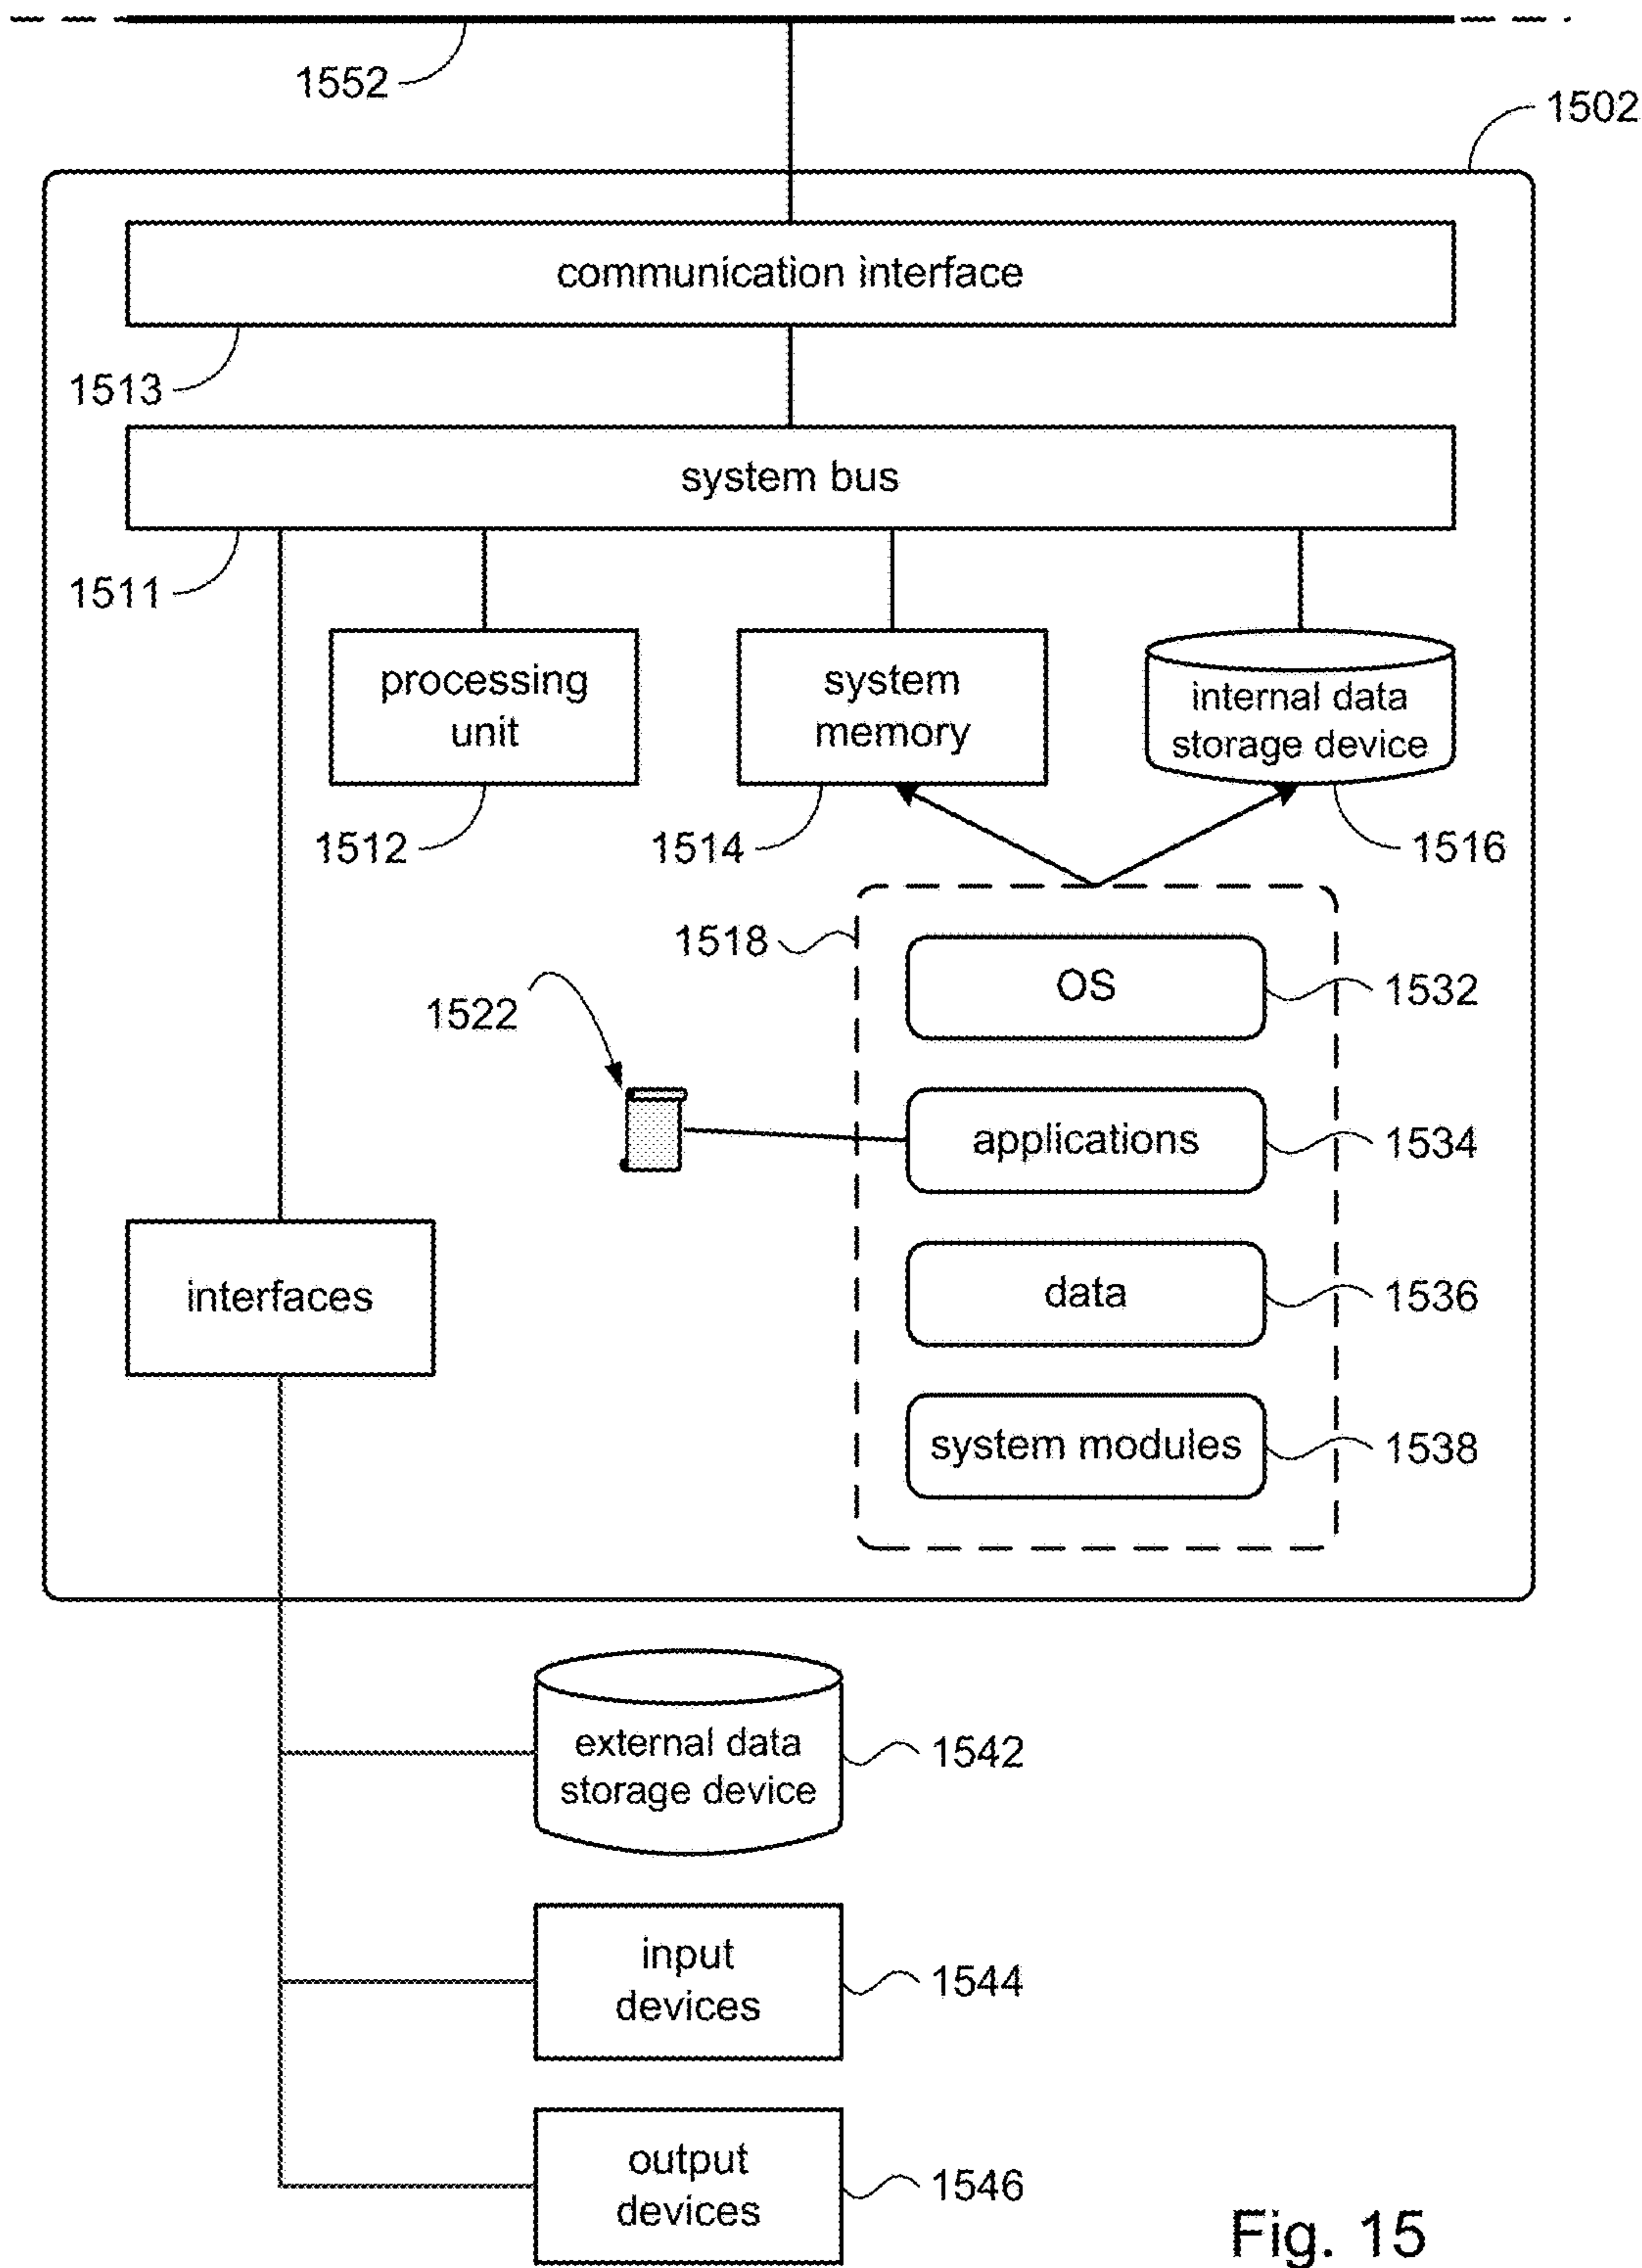 1552
1502
communication interface
1513
system bus
1511
processing
unit
system
memory
internal data
storage device
1512
1514
1516
1518
OS
1532
1522
applications
1534
interfaces
data
1536
system modules
1538
external data
storage device
1542
input
devices
1544
output
devices
1546
Fig. 15